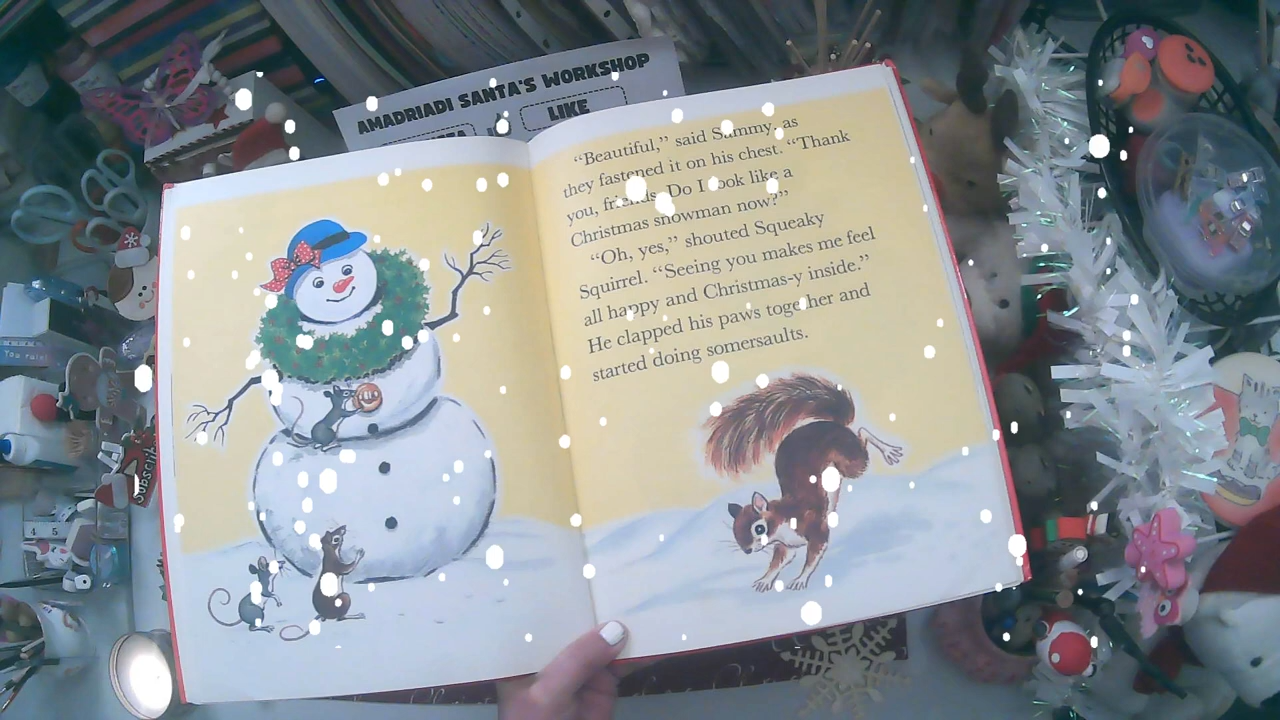 AMADRIADI SANTA'S WORKSHOP
LIKE
“Beautiful,” said Sammy, as
they fastened it on his chest. “Thank
you, friends. Do I look like a
Christmas snowman now?”
“Oh, yes,” shouted Squeaky
Squirrel. “Seeing you makes me feel
all happy and Christmas-y inside.”
He clapped his paws together and
started doing somersaults.
You rule!